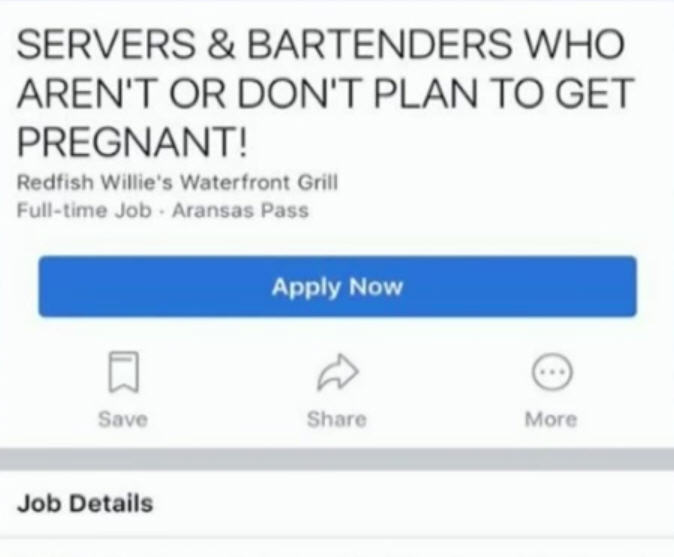 SERVERS & BARTENDERS WHO
AREN'T OR DON'T PLAN TO GET
PREGNANT!
Redfish Willie's Waterfront Grill
Full-time Job · Aransas Pass
Apply Now
Save Share More
Job Details